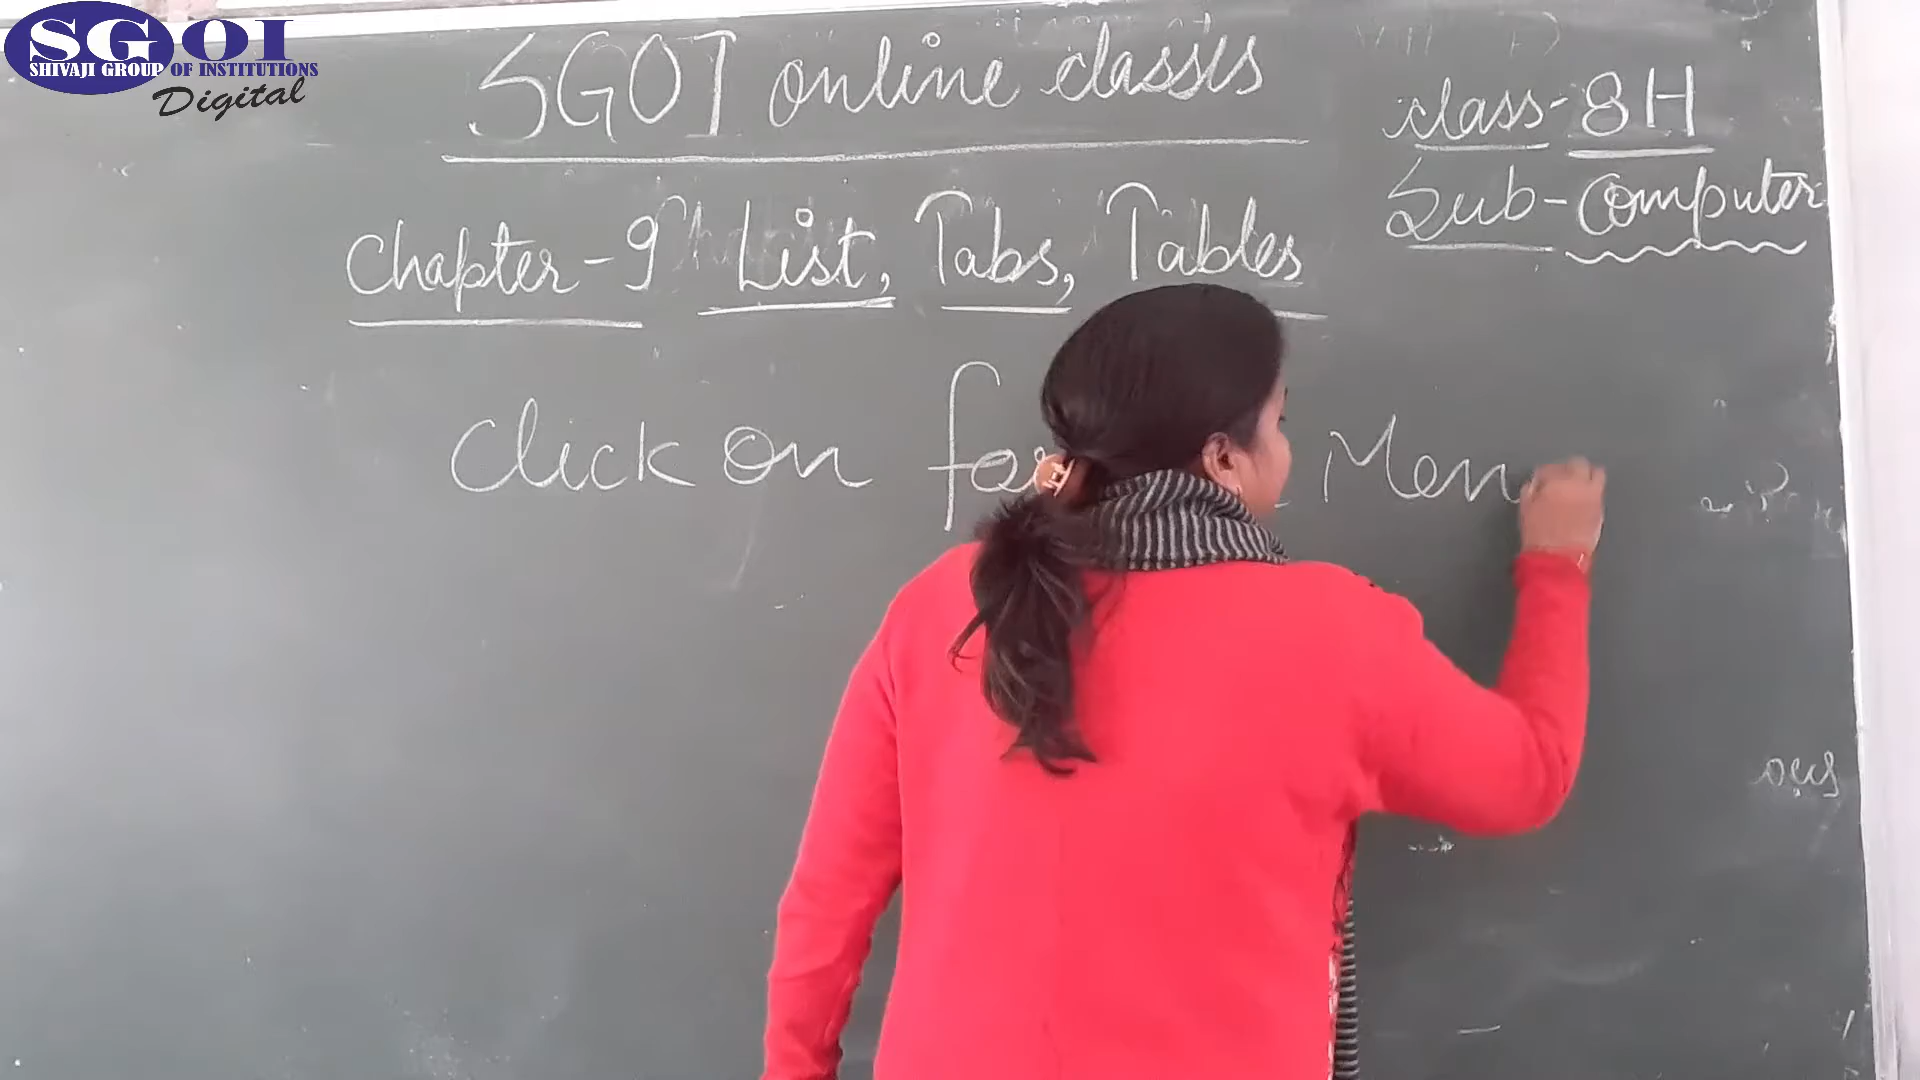 SGOI
SHIVAJI GROUP OF INSTITUTIONS
Digital
SGOI online classes
class-8H
Sub-Computer
Chapter-9 List, Tabs, Tables
Click on Men